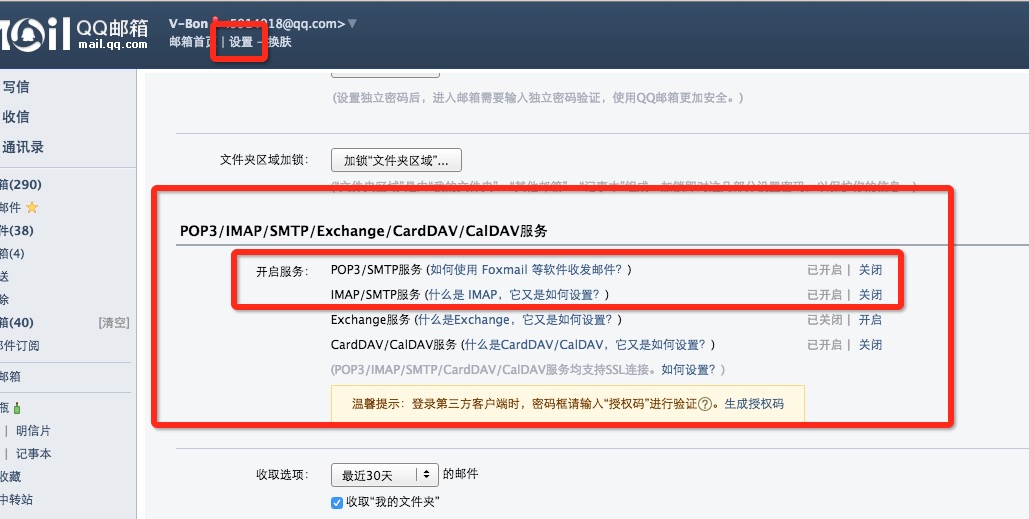 QQ邮箱
mail.qq.com
V-Bon
@qq.com>
邮箱首页 | 设置 - 换肤
写信
收信
通讯录
箱(290)
邮件
件(38)
箱(4)
送
除
箱(40) [清空]
邮件订阅
邮箱
瓶
| 明信片
| 记事本
收藏
中转站
(设置独立密码后，进入邮箱需要输入独立密码验证，使用QQ邮箱更加安全。)
文件夹区域加锁： 加锁“文件夹区域”...
POP3/IMAP/SMTP/Exchange/CardDAV/CalDAV服务
开启服务： POP3/SMTP服务 (如何使用 Foxmail 等软件收发邮件？) 已开启 | 关闭
IMAP/SMTP服务 (什么是 IMAP，它又是如何设置？) 已开启 | 关闭
Exchange服务 (什么是Exchange，它又是如何设置？) 已关闭 | 开启
CardDAV/CalDAV服务 (什么是CardDAV/CalDAV，它又是如何设置？) 已开启 | 关闭
(POP3/IMAP/SMTP/CardDAV/CalDAV服务均支持SSL连接。如何设置？)
温馨提示：登录第三方客户端时，密码框请输入“授权码”进行验证?。生成授权码
收取选项： 最近30天 的邮件
收取“我的文件夹”